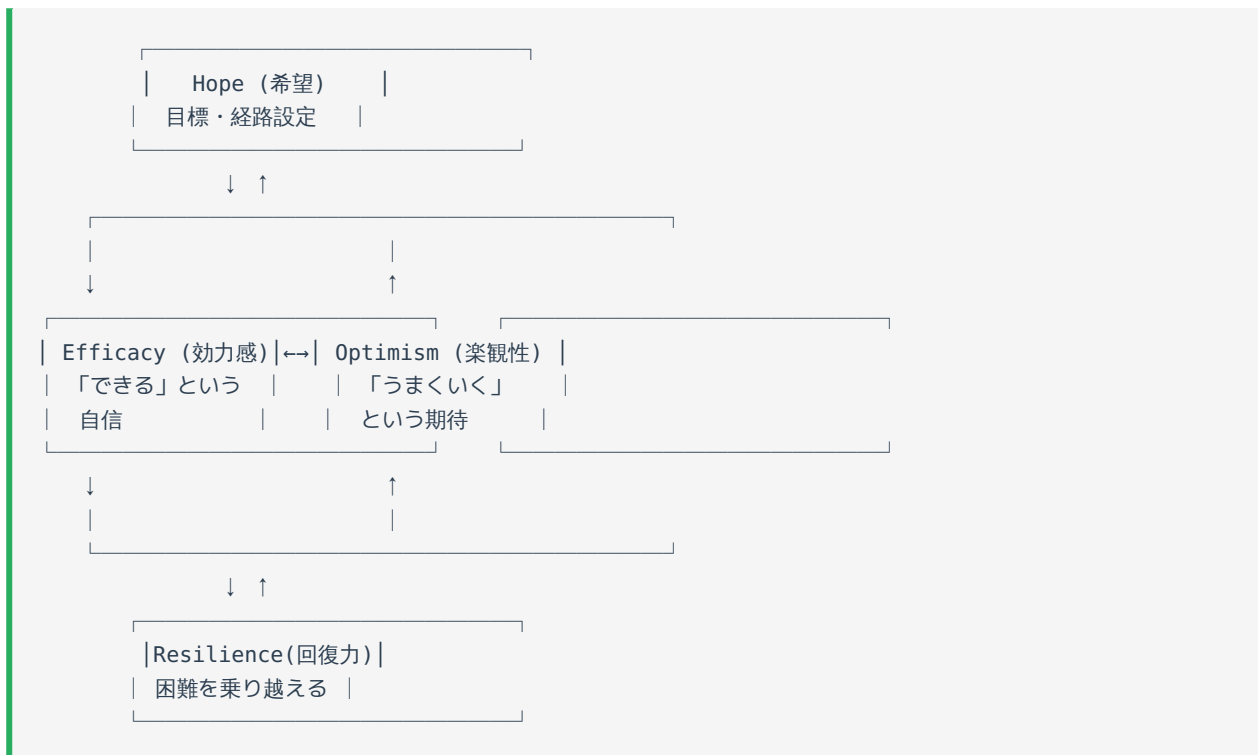 Hope (希望)
目標・経路設定
↓ ↑
↓ ↑
Efficacy (効力感) ←→ Optimism (楽観性)
「できる」という 「うまくいく」
自信 という期待
↓ ↑
↓ ↑
Resilience(回復力)
困難を乗り越える